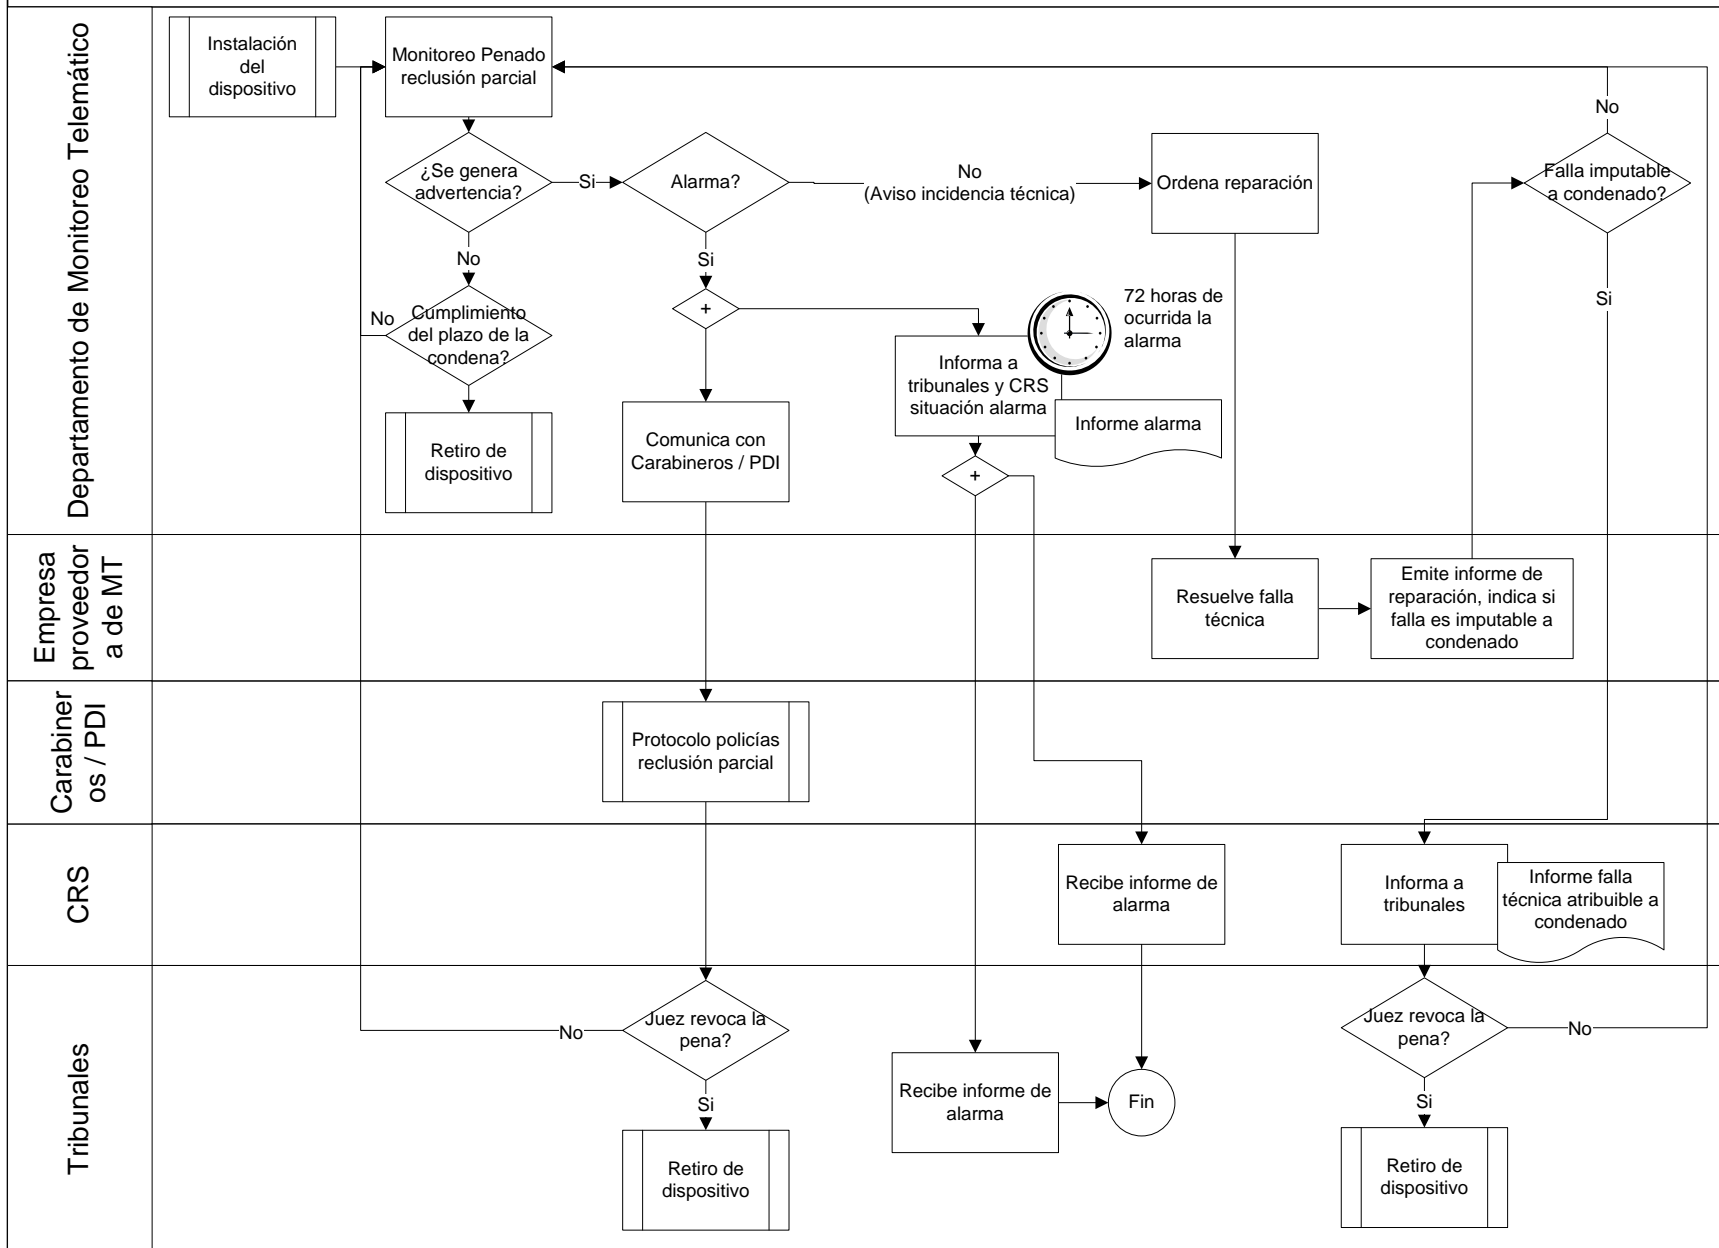 Departamento de Monitoreo Telemático
Instalación
del
dispositivo
Monitoreo Penado
reclusión parcial
¿Se genera
advertencia?
Si
Alarma?
No
(Aviso incidencia técnica)
Ordena reparación
No
Falla imputable
a condenado?
Si
No
Cumplimiento
del plazo de la
condena?
No
Si
+
72 horas de
ocurrida la
alarma
Informa a
tribunales y CRS
situación alarma
Informe alarma
Retiro de
dispositivo
Comunica con
Carabineros / PDI
+
Empresa
proveedor
a de MT
Resuelve falla
técnica
Emite informe de
reparación, indica si
falla es imputable a
condenado
Carabiner
os / PDI
Protocolo policías
reclusión parcial
CRS
Recibe informe de
alarma
Informa a
tribunales
Informe falla
técnica atribuible a
condenado
Tribunales
No
Juez revoca la
pena?
Si
Retiro de
dispositivo
Recibe informe de
alarma
Fin
Juez revoca la
pena?
No
Si
Retiro de
dispositivo